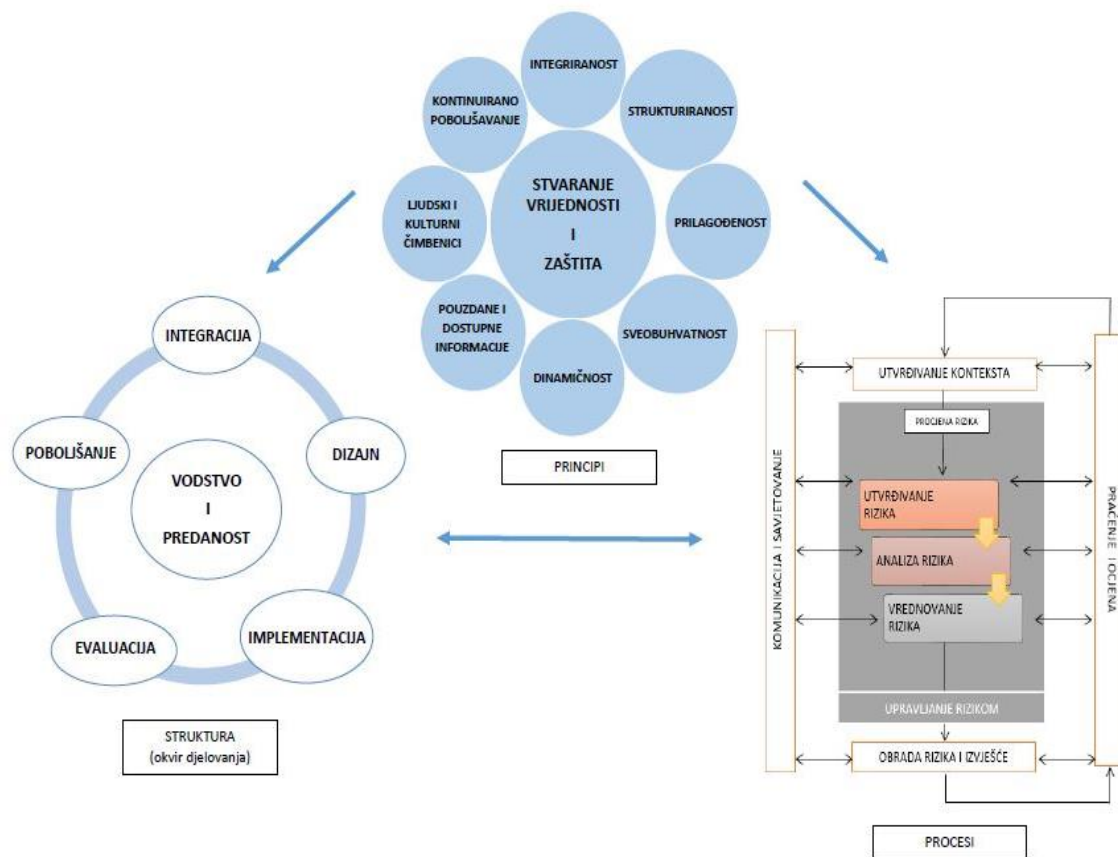 INTEGRIRANOST
STRUKTURIRANOST
PRILAGOĐENOST
SVEOBUHVATNOST
DINAMIČNOST
POUZDANE I
DOSTUPNE
INFORMACIJE
LJUDSKI I
KULTURNI
ČIMBENICI
KONTINUIRANO
POBOLJŠAVANJE
STVARANJE
VRIJEDNOSTI
I
ZAŠTITA
PRINCIPI
INTEGRACIJA
DIZAJN
IMPLEMENTACIJA
EVALUACIJA
POBOLJŠANJE
VODSTVO
I
PREDANOST
STRUKTURA
(okvir djelovanja)
KOMUNIKACIJA I SAVJETOVANJE
UTVRĐIVANJE KONTEKSTA
PROCJENA RIZIKA
UTVRĐIVANJE
RIZIKA
ANALIZA RIZIKA
VREDNOVANJE
RIZIKA
UPRAVLJANJE RIZIKOM
OBRADA RIZIKA I IZVJEŠĆE
PRAĆENJE I OCJENA
PROCESI